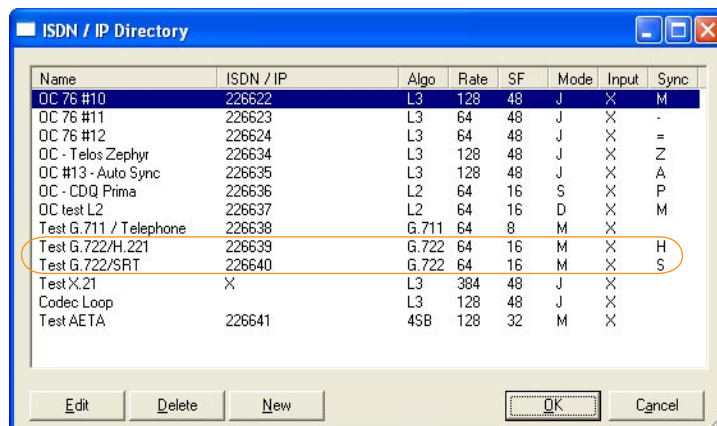 ISDN / IP Directory
Name ISDN / IP Algo Rate SF Mode Input Sync
OC 76 #10 226622 L3 128 48 J X M
OC 76 #11 226623 L3 64 48 J X -
OC 76 #12 226624 L3 64 48 J X =
OC - Telos Zephyr 226634 L3 128 48 J X Z
OC #13 - Auto Sync 226635 L3 128 48 J X A
OC - CDQ Prima 226636 L2 64 16 S X P
OC test L2 226637 L2 64 16 D X M
Test G.711 / Telephone 226638 G.711 64 8 M X
Test G.722/H.221 226639 G.722 64 16 M X H
Test G.722/SRT 226640 G.722 64 16 M X S
Test X.21 X L3 384 48 J X
Codec Loop L3 128 48 J X
Test AETA 226641 4SB 128 32 M X
Edit Delete New OK Cancel